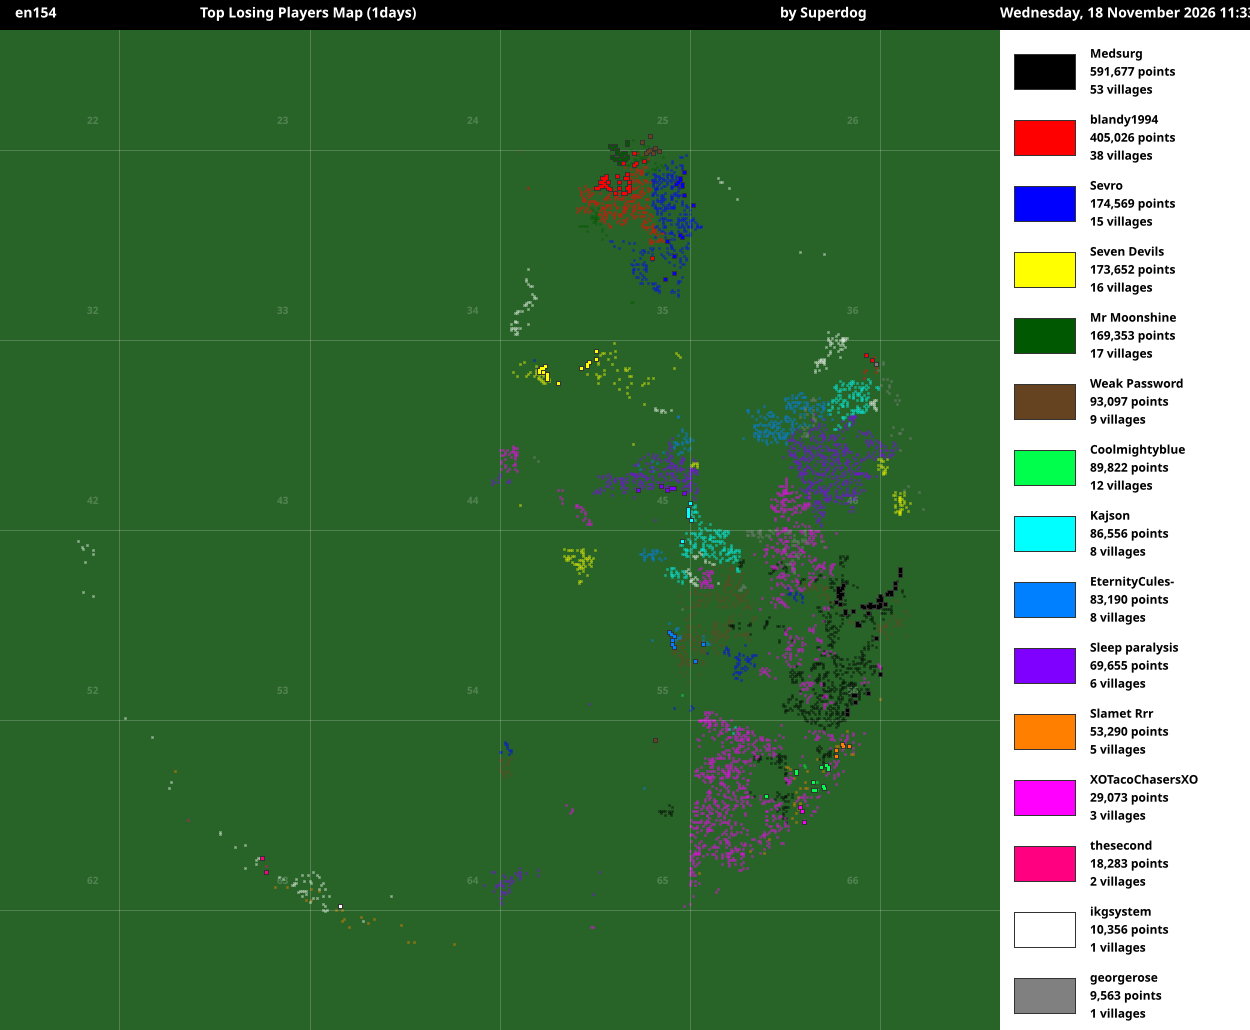 en154 Top Losing Players Map (1days) by Superdog Wednesday, 18 November 2026 11:3
Medsurg
591,677 points
53 villages
blandy1994
405,026 points
38 villages
Sevro
174,569 points
15 villages
Seven Devils
173,652 points
16 villages
Mr Moonshine
169,353 points
17 villages
Weak Password
93,097 points
9 villages
Coolmightyblue
89,822 points
12 villages
Kajson
86,556 points
8 villages
EternityCules-
83,190 points
8 villages
Sleep paralysis
69,655 points
6 villages
Slamet Rrr
53,290 points
5 villages
XOTacoChasersXO
29,073 points
3 villages
thesecond
18,283 points
2 villages
ikgsystem
10,356 points
1 villages
georgerose
9,563 points
1 villages
22 23 24 25 26
32 33 34 35 36
42 43 44 45 46
52 53 54 55 56
62 63 64 65 66